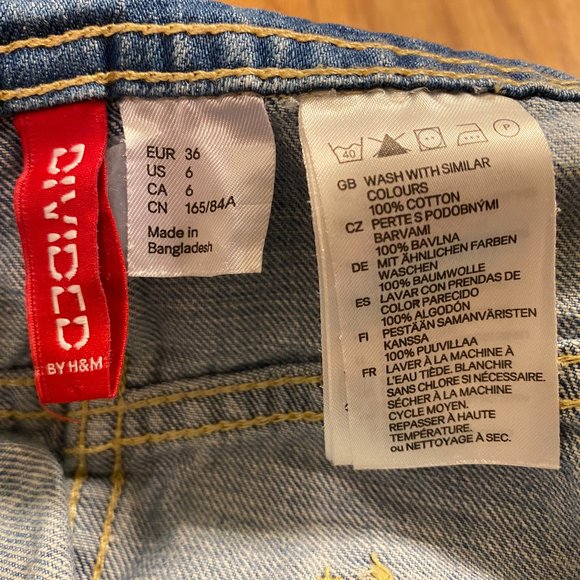 DIVIDED
BY H&M
EUR 36
US 6
CA 6
CN 165/84A
Made in
Bangladesh
40
P
GB WASH WITH SIMILAR
COLOURS
100% COTTON
CZ PERTE S PODOBNÝMI
BARVAMI
100% BAVLNA
DE MIT ÄHNLICHEN FARBEN
WASCHEN
100% BAUMWOLLE
ES LAVAR CON PRENDAS DE
COLOR PARECIDO
100% ALGODÓN
FI PESTÄÄN SAMANVÄRISTEN
KANSSA
100% PUUVILLAA
FR LAVER À LA MACHINE À
L'EAU TIÈDE. BLANCHIR
SANS CHLORE SI NÉCESSAIRE.
SÉCHER À LA MACHINE
CYCLE MOYEN.
REPASSER À HAUTE
TEMPÉRATURE.
ou NETTOYAGE À SEC.